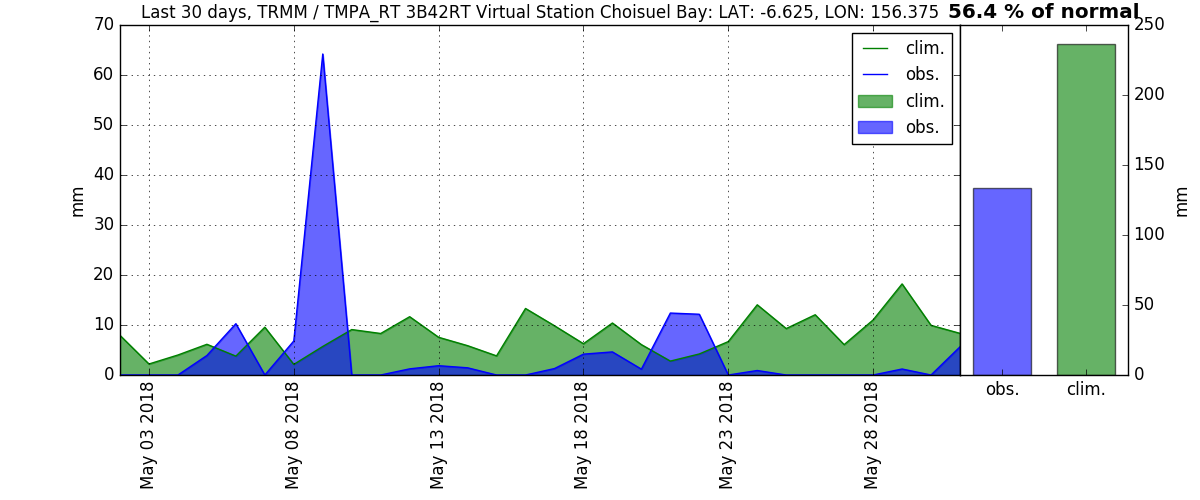 Last 30 days, TRMM / TMPA_RT 3B42RT Virtual Station Choisuel Bay: LAT: -6.625, LON: 156.375 56.4 % of normal
70
60
50
40
30
20
10
0
mm
clim.
obs.
clim.
obs.
May 03 2018
May 08 2018
May 13 2018
May 18 2018
May 23 2018
May 28 2018
250
200
150
100
50
0
mm
obs. clim.